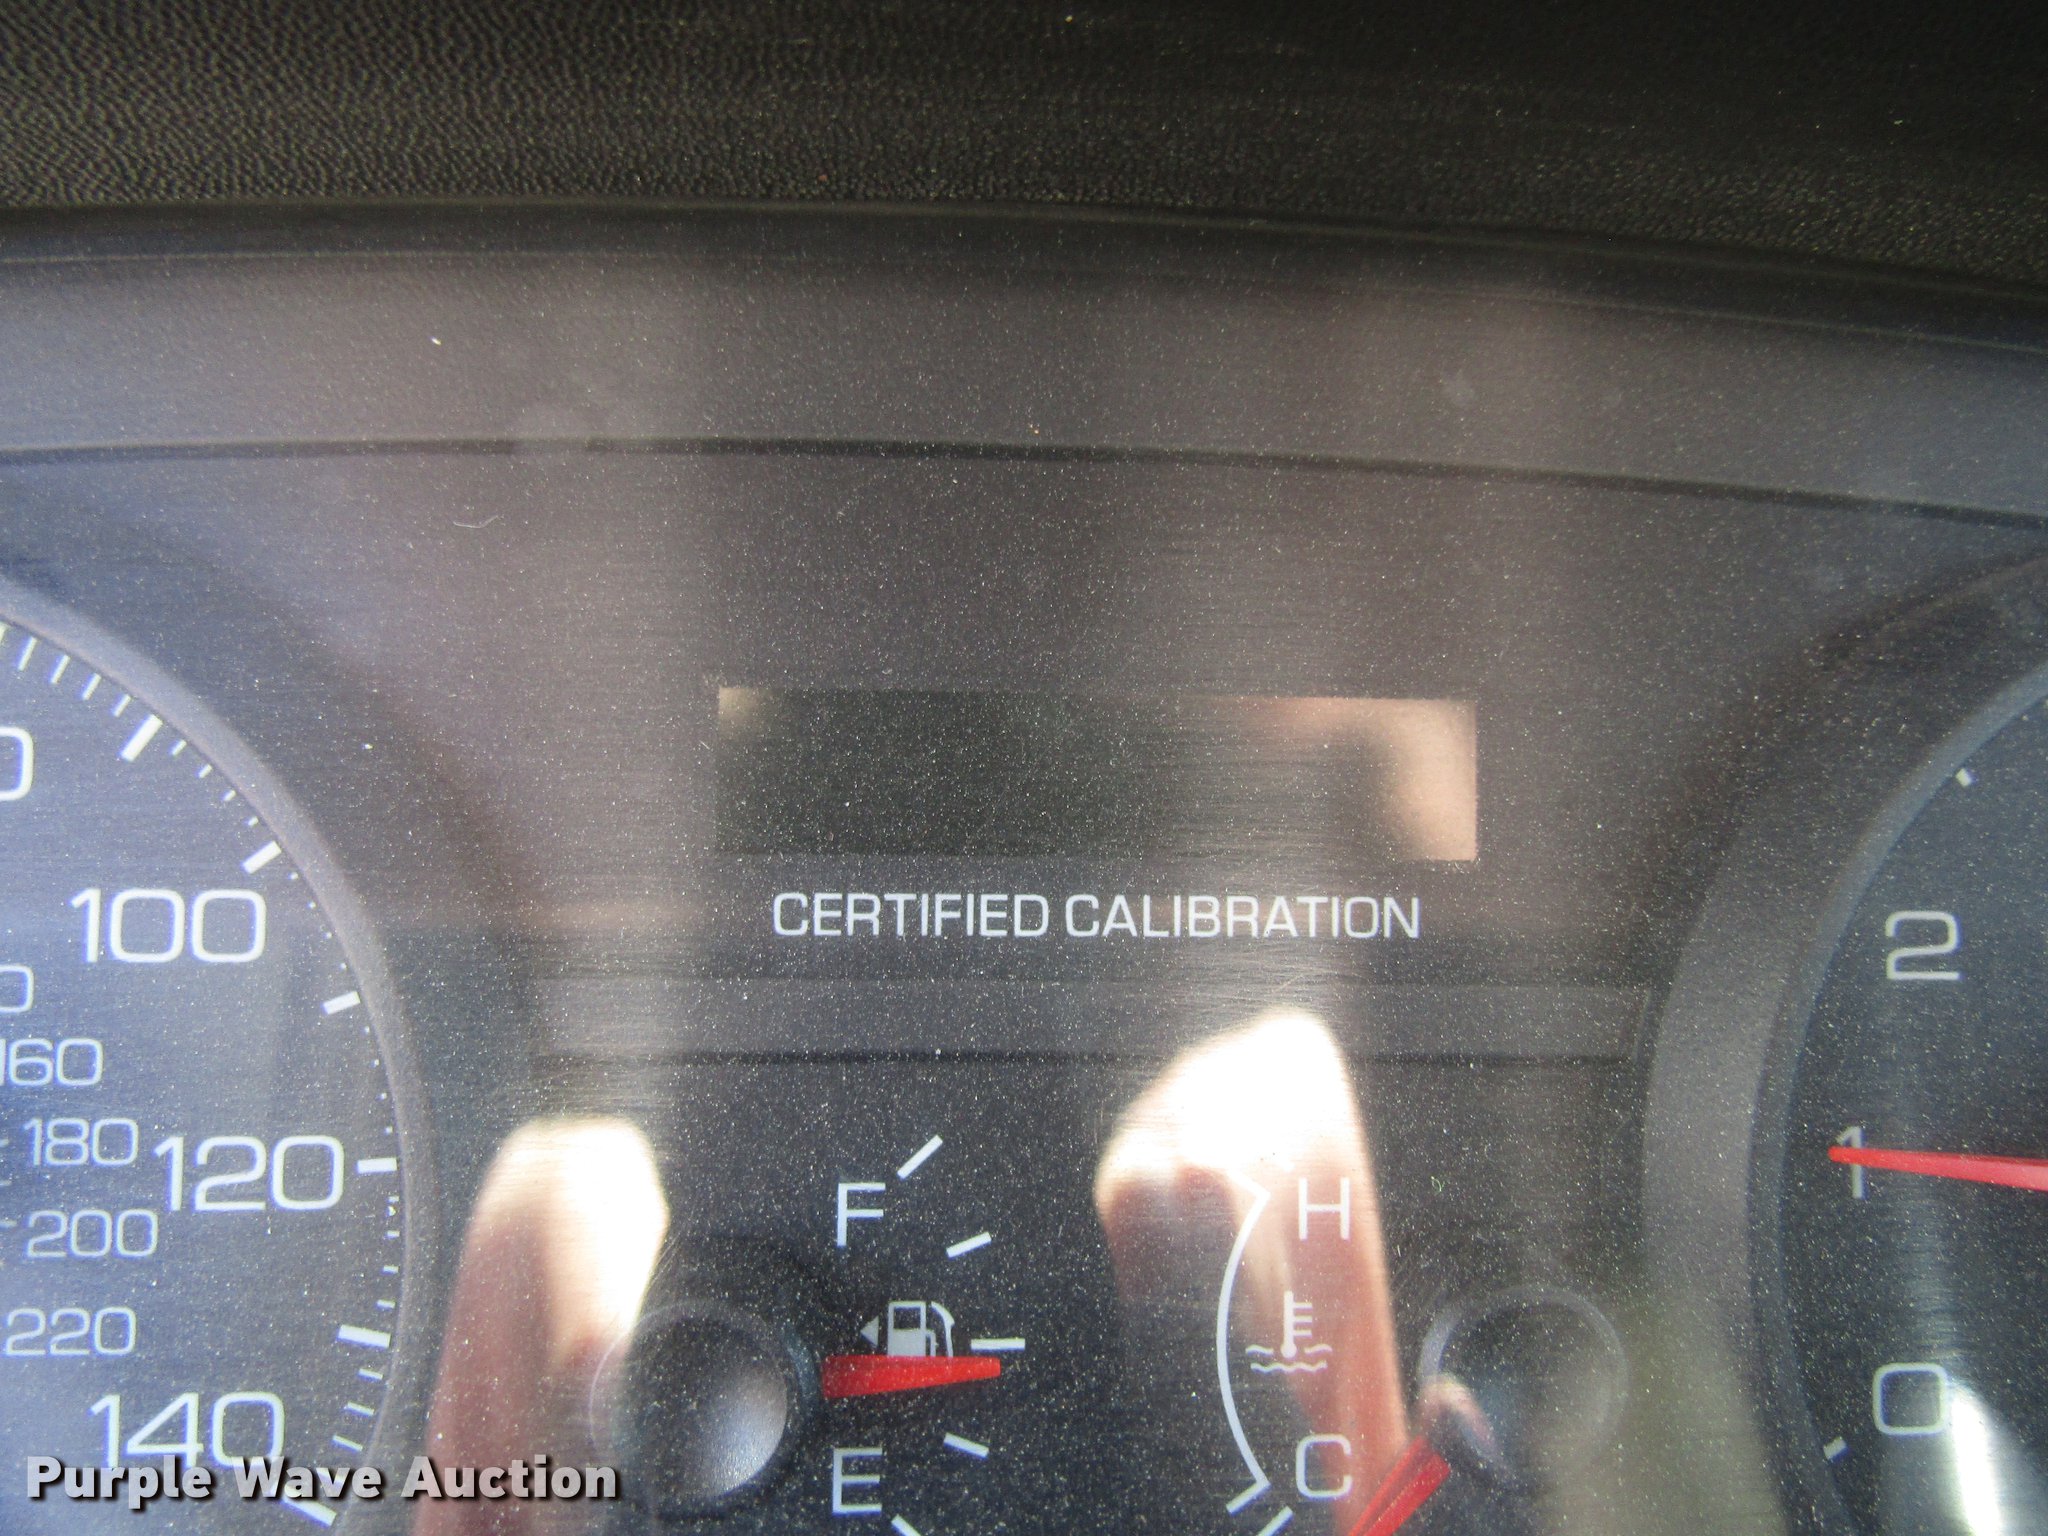 CERTIFIED CALIBRATION
100
120
140
160
180
200
220
F
E
H
C
2
1
0
Purple Wave Auction